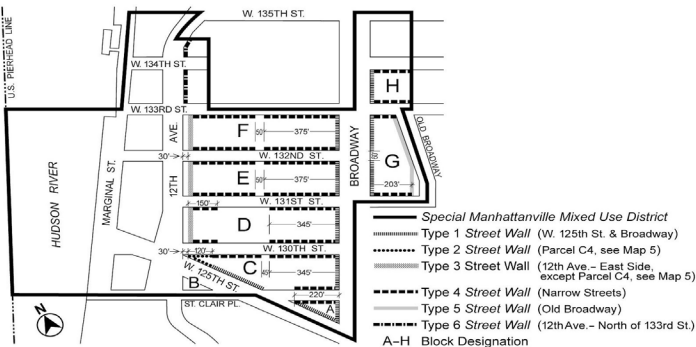 W. 135TH ST.
U.S. PIERHEAD LINE
W. 134TH ST.
H
W. 133RD ST.
AVE.
F
50'
375'
OLD BROADWAY
30'
W. 132ND ST.
BROADWAY
G
HUDSON RIVER
MARGINAL ST.
12TH
E
50'
375'
203'
150'
W. 131ST ST.
D
345'
30'
120'
W. 130TH ST.
C
45'
345'
W. 125TH ST.
B
220'
A
ST. CLAIR PL.
N
Special Manhattanville Mixed Use District
Type 1 Street Wall (W. 125th St. & Broadway)
Type 2 Street Wall (Parcel C4, see Map 5)
Type 3 Street Wall (12th Ave.– East Side,
except Parcel C4, see Map 5)
Type 4 Street Wall (Narrow Streets)
Type 5 Street Wall (Old Broadway)
Type 6 Street Wall (12th Ave.– North of 133rd St.)
A–H Block Designation